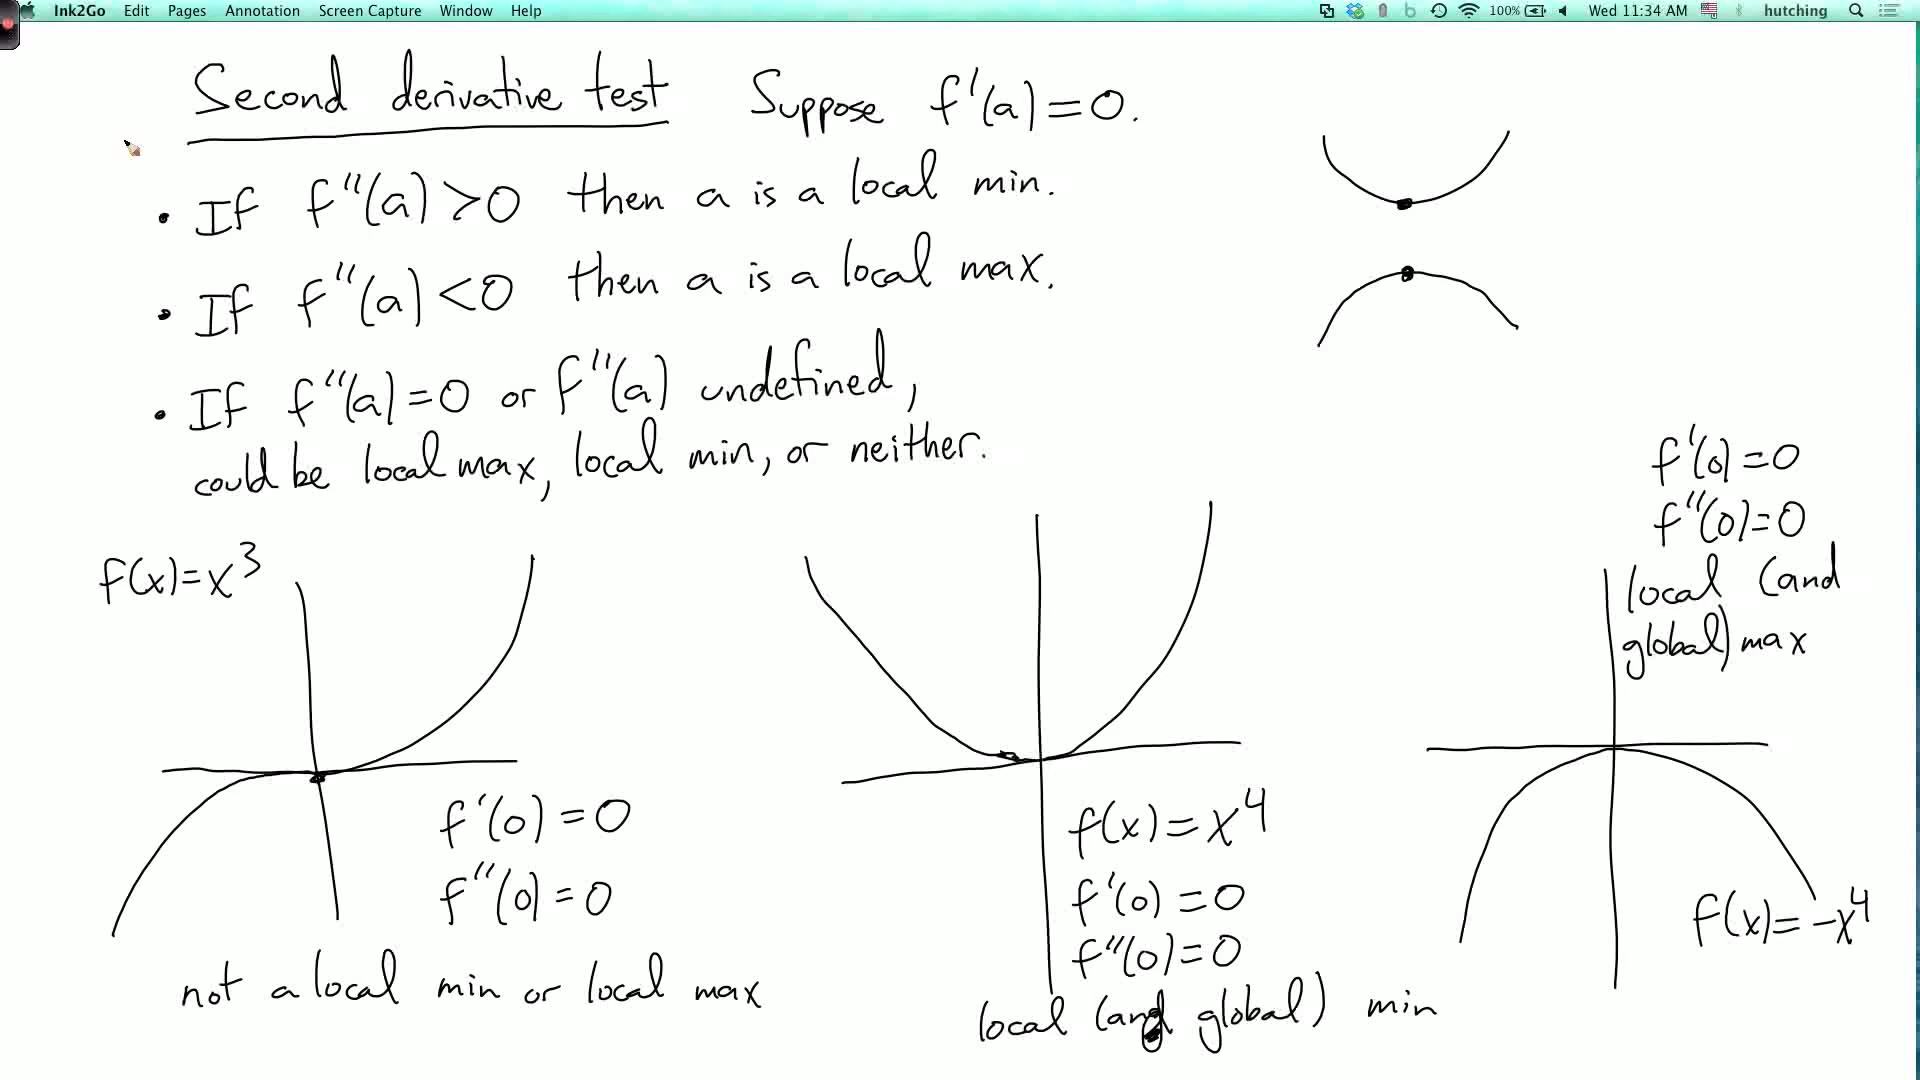 Ink2Go Edit Pages Annotation Screen Capture Window Help 100% Wed 11:34 AM hutching
Second derivative test Suppose f'(a)=0.
• If f''(a)>0 then a is a local min.
• If f''(a)<0 then a is a local max.
• If f''(a)=0 or f''(a) undefined,
could be local max, local min, or neither.
f(x)=x³
f'(0)=0
f''(0)=0
not a local min or local max
f(x)=x⁴
f'(0)=0
f''(0)=0
local (and global) min
f'(0)=0
f''(0)=0
local (and
global) max
f(x)=-x⁴